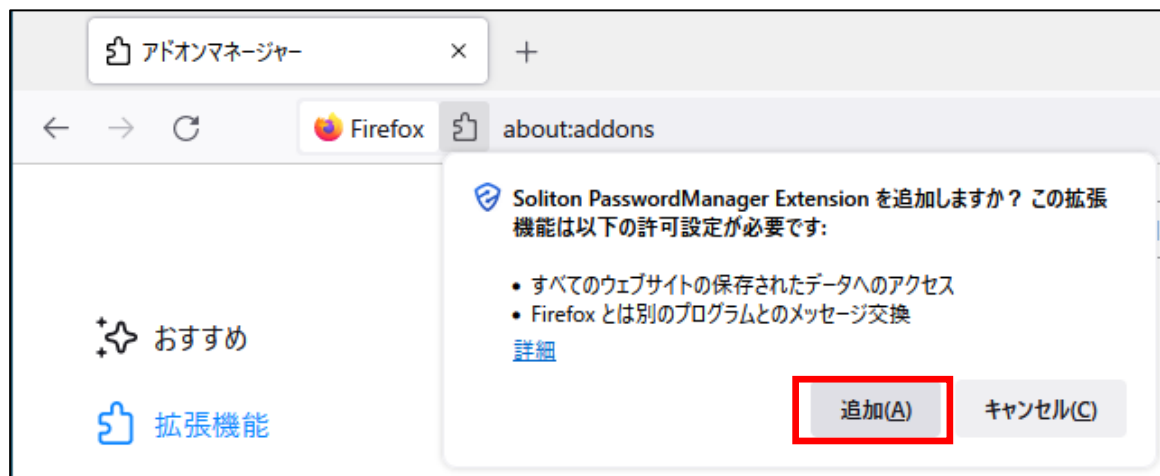 アドオンマネージャー
Firefox about:addons
Soliton PasswordManager Extension を追加しますか？ この拡張
機能は以下の許可設定が必要です:
• すべてのウェブサイトの保存されたデータへのアクセス
• Firefox とは別のプログラムとのメッセージ交換
詳細
おすすめ
追加(A) キャンセル(C)
拡張機能